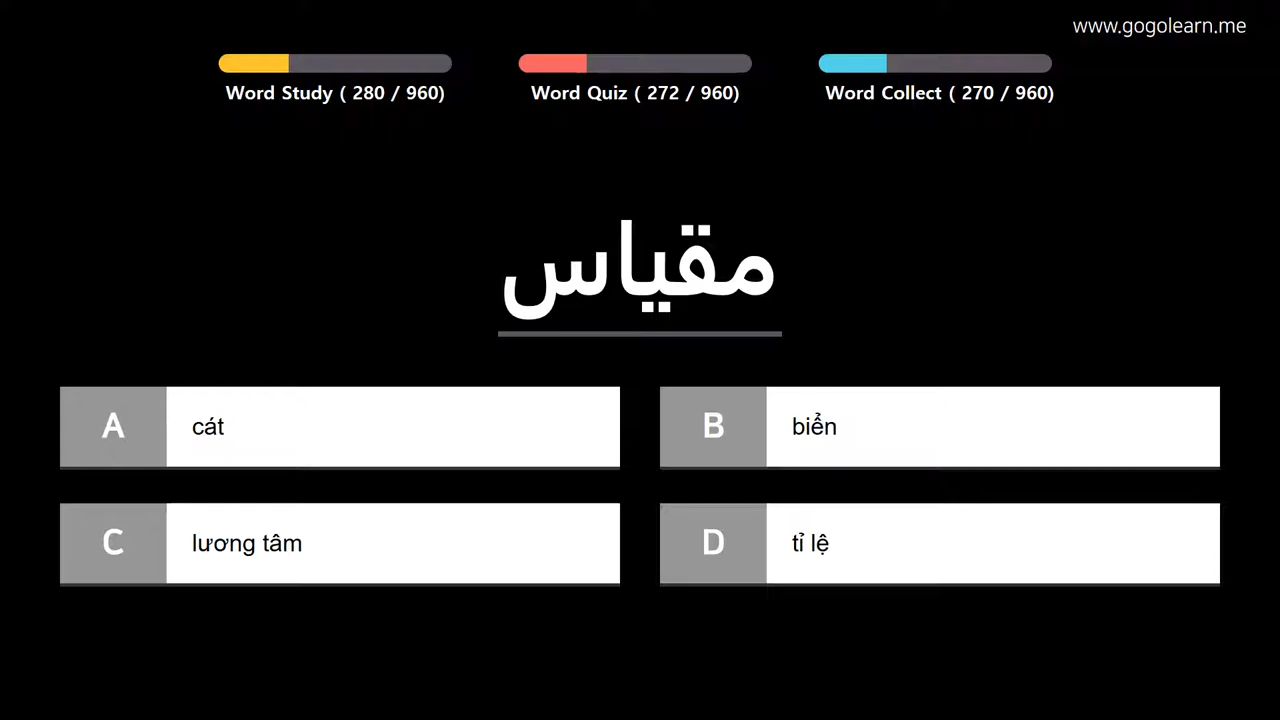 www.gogolearn.me
Word Study ( 280 / 960)
Word Quiz ( 272 / 960)
Word Collect ( 270 / 960)
مقياس
A
cát
B
biển
C
lương tâm
D
tỉ lệ